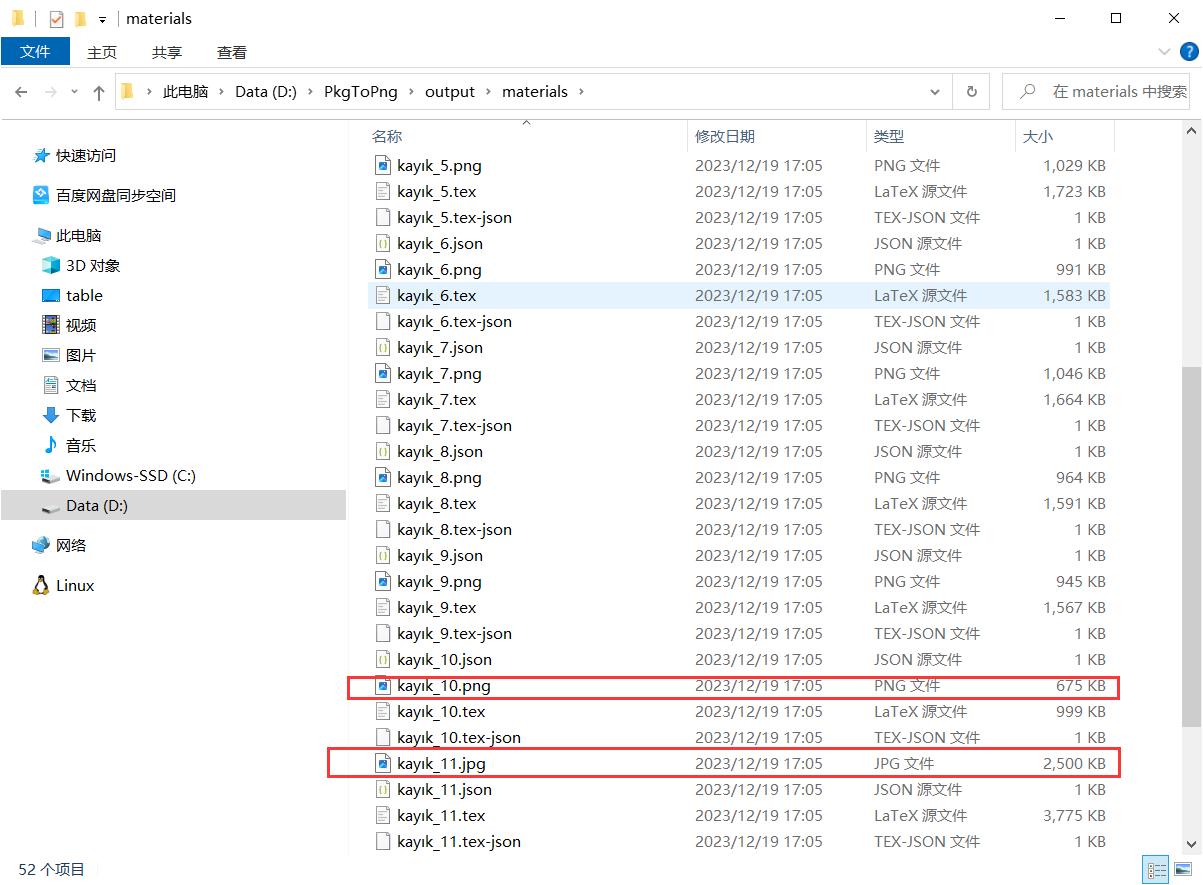 materials
文件 主页 共享 查看
此电脑 Data (D:) PkgToPng output materials 在 materials 中搜索
快速访问
百度网盘同步空间
此电脑
3D 对象
table
视频
图片
文档
下载
音乐
Windows-SSD (C:)
Data (D:)
网络
Linux
名称 修改日期 类型 大小
kayık_5.png 2023/12/19 17:05 PNG 文件 1,029 KB
kayık_5.tex 2023/12/19 17:05 LaTeX 源文件 1,723 KB
kayık_5.tex-json 2023/12/19 17:05 TEX-JSON 文件 1 KB
kayık_6.json 2023/12/19 17:05 JSON 源文件 1 KB
kayık_6.png 2023/12/19 17:05 PNG 文件 991 KB
kayık_6.tex 2023/12/19 17:05 LaTeX 源文件 1,583 KB
kayık_6.tex-json 2023/12/19 17:05 TEX-JSON 文件 1 KB
kayık_7.json 2023/12/19 17:05 JSON 源文件 1 KB
kayık_7.png 2023/12/19 17:05 PNG 文件 1,046 KB
kayık_7.tex 2023/12/19 17:05 LaTeX 源文件 1,664 KB
kayık_7.tex-json 2023/12/19 17:05 TEX-JSON 文件 1 KB
kayık_8.json 2023/12/19 17:05 JSON 源文件 1 KB
kayık_8.png 2023/12/19 17:05 PNG 文件 964 KB
kayık_8.tex 2023/12/19 17:05 LaTeX 源文件 1,591 KB
kayık_8.tex-json 2023/12/19 17:05 TEX-JSON 文件 1 KB
kayık_9.json 2023/12/19 17:05 JSON 源文件 1 KB
kayık_9.png 2023/12/19 17:05 PNG 文件 945 KB
kayık_9.tex 2023/12/19 17:05 LaTeX 源文件 1,567 KB
kayık_9.tex-json 2023/12/19 17:05 TEX-JSON 文件 1 KB
kayık_10.json 2023/12/19 17:05 JSON 源文件 1 KB
kayık_10.png 2023/12/19 17:05 PNG 文件 675 KB
kayık_10.tex 2023/12/19 17:05 LaTeX 源文件 999 KB
kayık_10.tex-json 2023/12/19 17:05 TEX-JSON 文件 1 KB
kayık_11.jpg 2023/12/19 17:05 JPG 文件 2,500 KB
kayık_11.json 2023/12/19 17:05 JSON 源文件 1 KB
kayık_11.tex 2023/12/19 17:05 LaTeX 源文件 3,775 KB
kayık_11.tex-json 2023/12/19 17:05 TEX-JSON 文件 1 KB
52 个项目